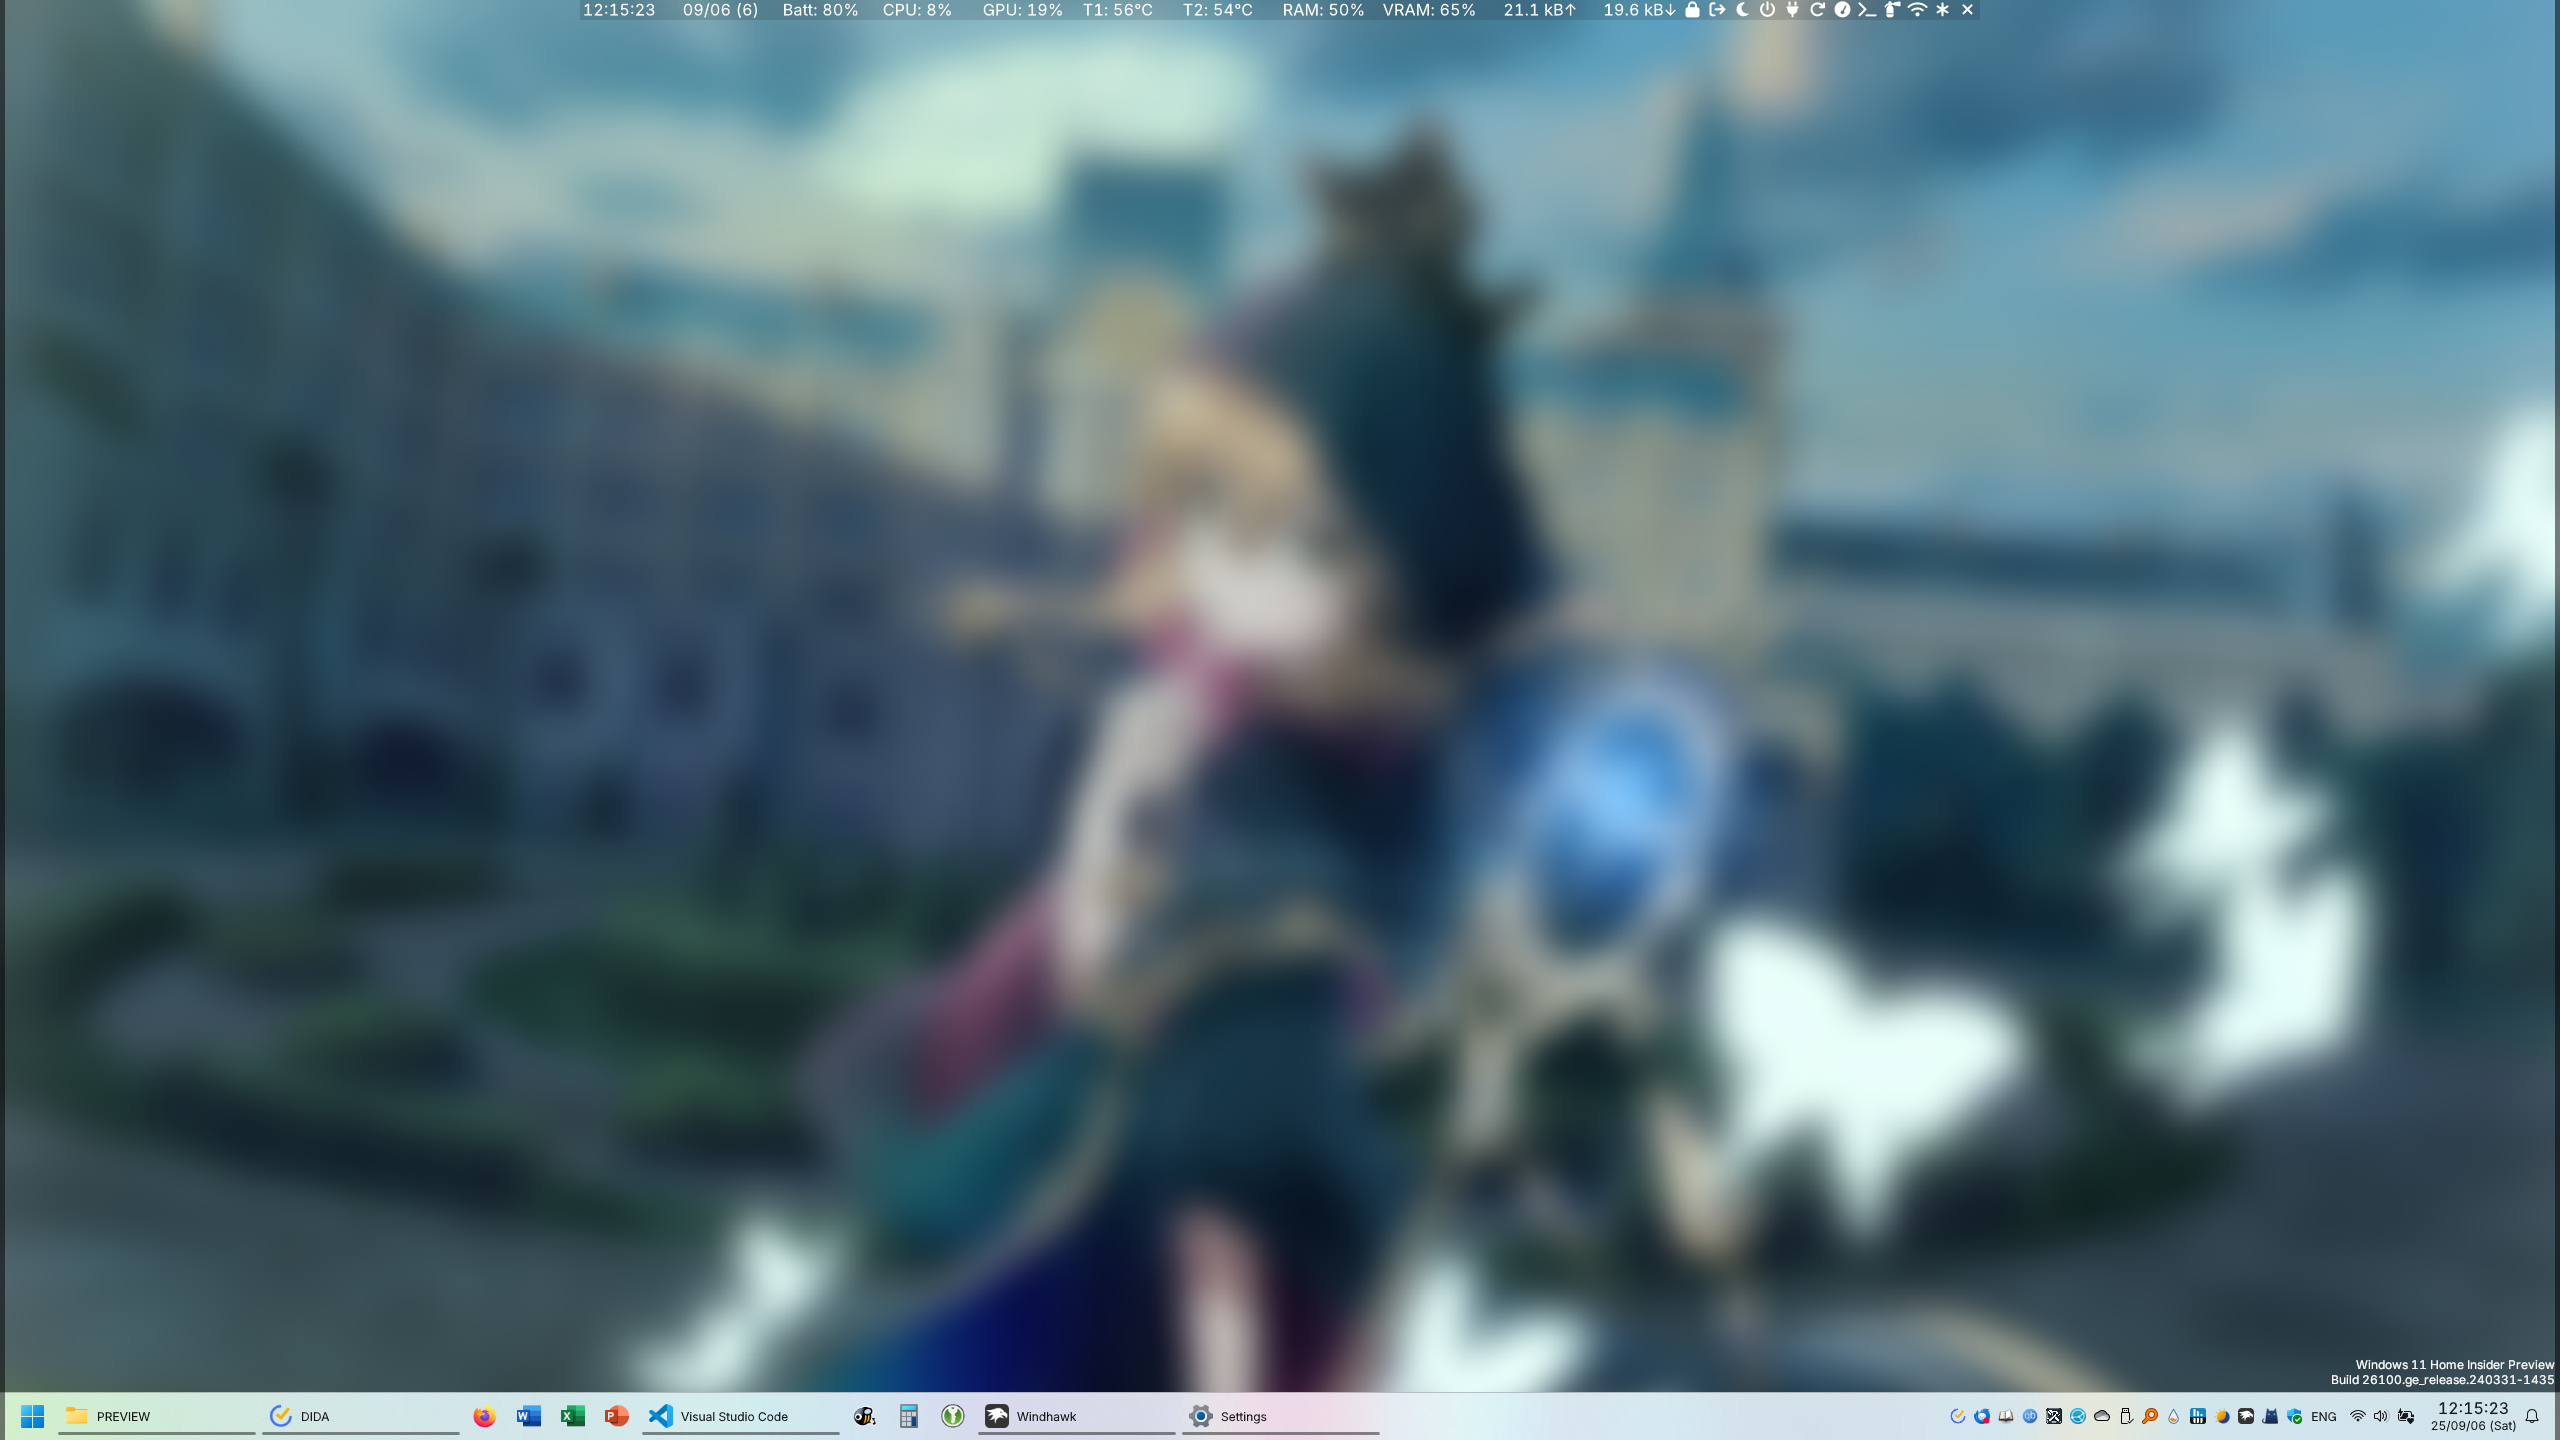 12:15:23 09/06 (6) Batt: 80% CPU: 8% GPU: 19% T1: 56°C T2: 54°C RAM: 50% VRAM: 65% 21.1 kB↑ 19.6 kB↓
Windows 11 Home Insider Preview
Build 26100.ge_release.240331-1435
PREVIEW DIDA Visual Studio Code Windhawk Settings ENG 12:15:23
25/09/06 (Sat)